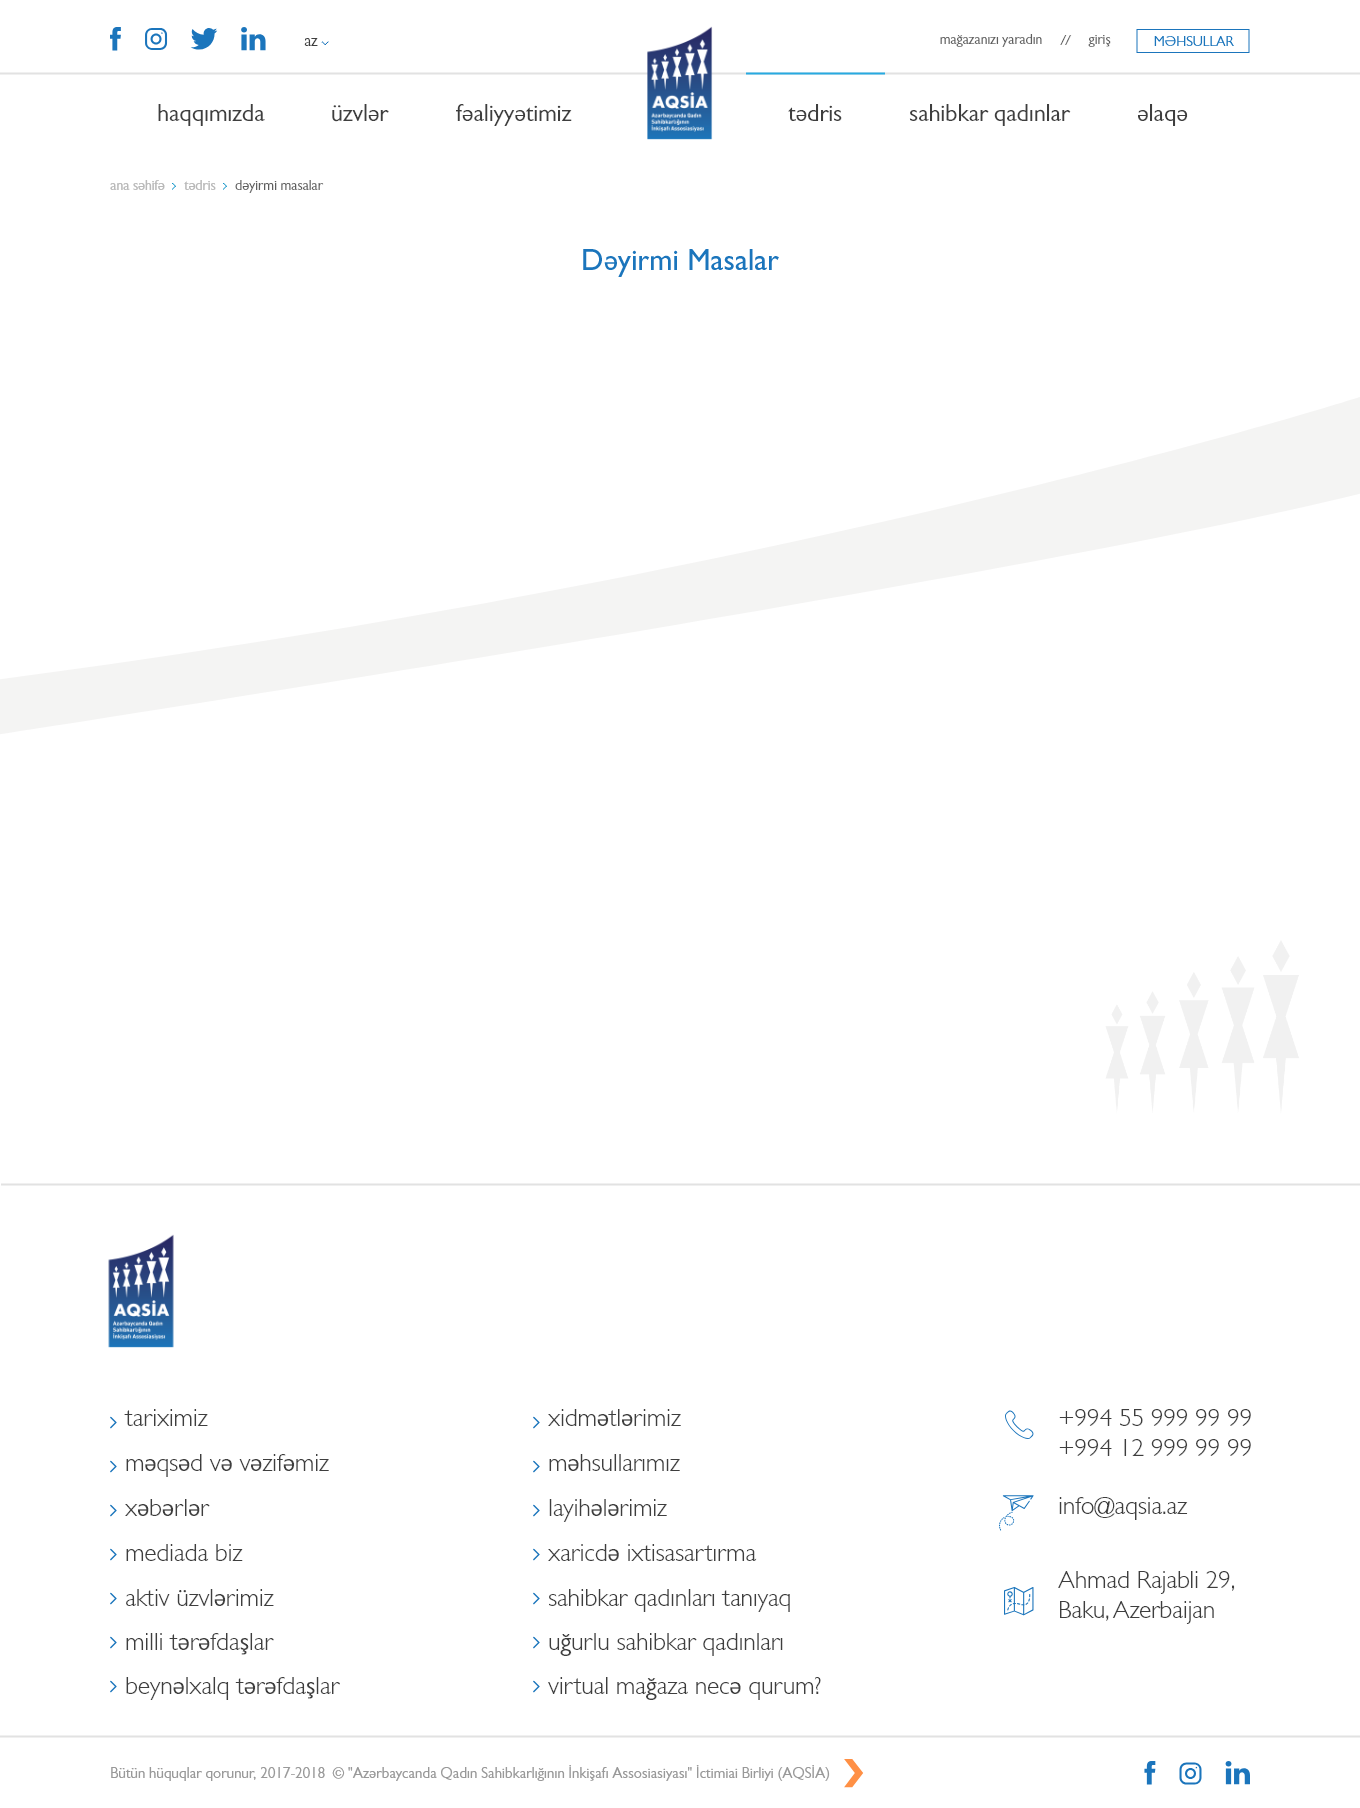 az
mağazanızı yaradın // giriş MƏHSULLAR
haqqımızda üzvlər fəaliyyətimiz tədris sahibkar qadınlar əlaqə
AQSİA
Azərbaycanda Qadın
Sahibkarlığının
İnkişafı Assosiasiyası
ana səhifə tədris dəyirmi masalar
Dəyirmi Masalar
AQSİA
Azərbaycanda Qadın
Sahibkarlığının
İnkişafı Assosiasiyası
tariximiz
məqsəd və vəzifəmiz
xəbərlər
mediada biz
aktiv üzvlərimiz
milli tərəfdaşlar
beynəlxalq tərəfdaşlar
xidmətlərimiz
məhsullarımız
layihələrimiz
xaricdə ixtisasartırma
sahibkar qadınları tanıyaq
uğurlu sahibkar qadınları
virtual mağaza necə qurum?
+994 55 999 99 99
+994 12 999 99 99
info@aqsia.az
Ahmad Rajabli 29,
Baku, Azerbaijan
Bütün hüquqlar qorunur, 2017-2018 © "Azərbaycanda Qadın Sahibkarlığının İnkişafı Assosiasiyası" İctimiai Birliyi (AQSİA)